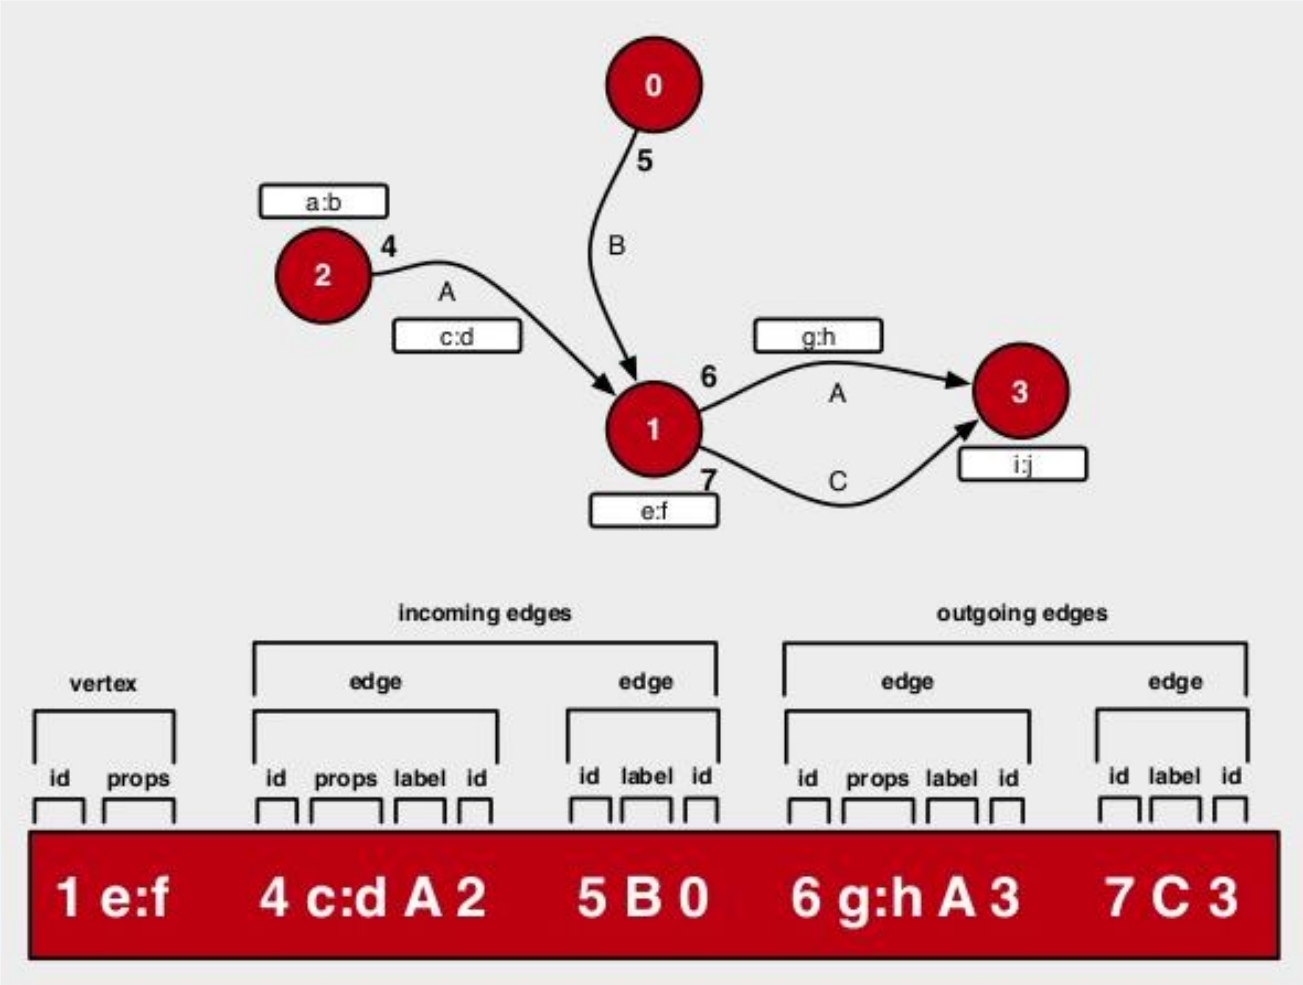 0
5
a:b
2
4
B
A
c:d
g:h
6
A
3
1
7
C
i:j
e:f
incoming edges outgoing edges
vertex edge edge edge edge
id props id props label id id label id id props label id id label id
1 e:f 4 c:d A 2 5 B 0 6 g:h A 3 7 C 3